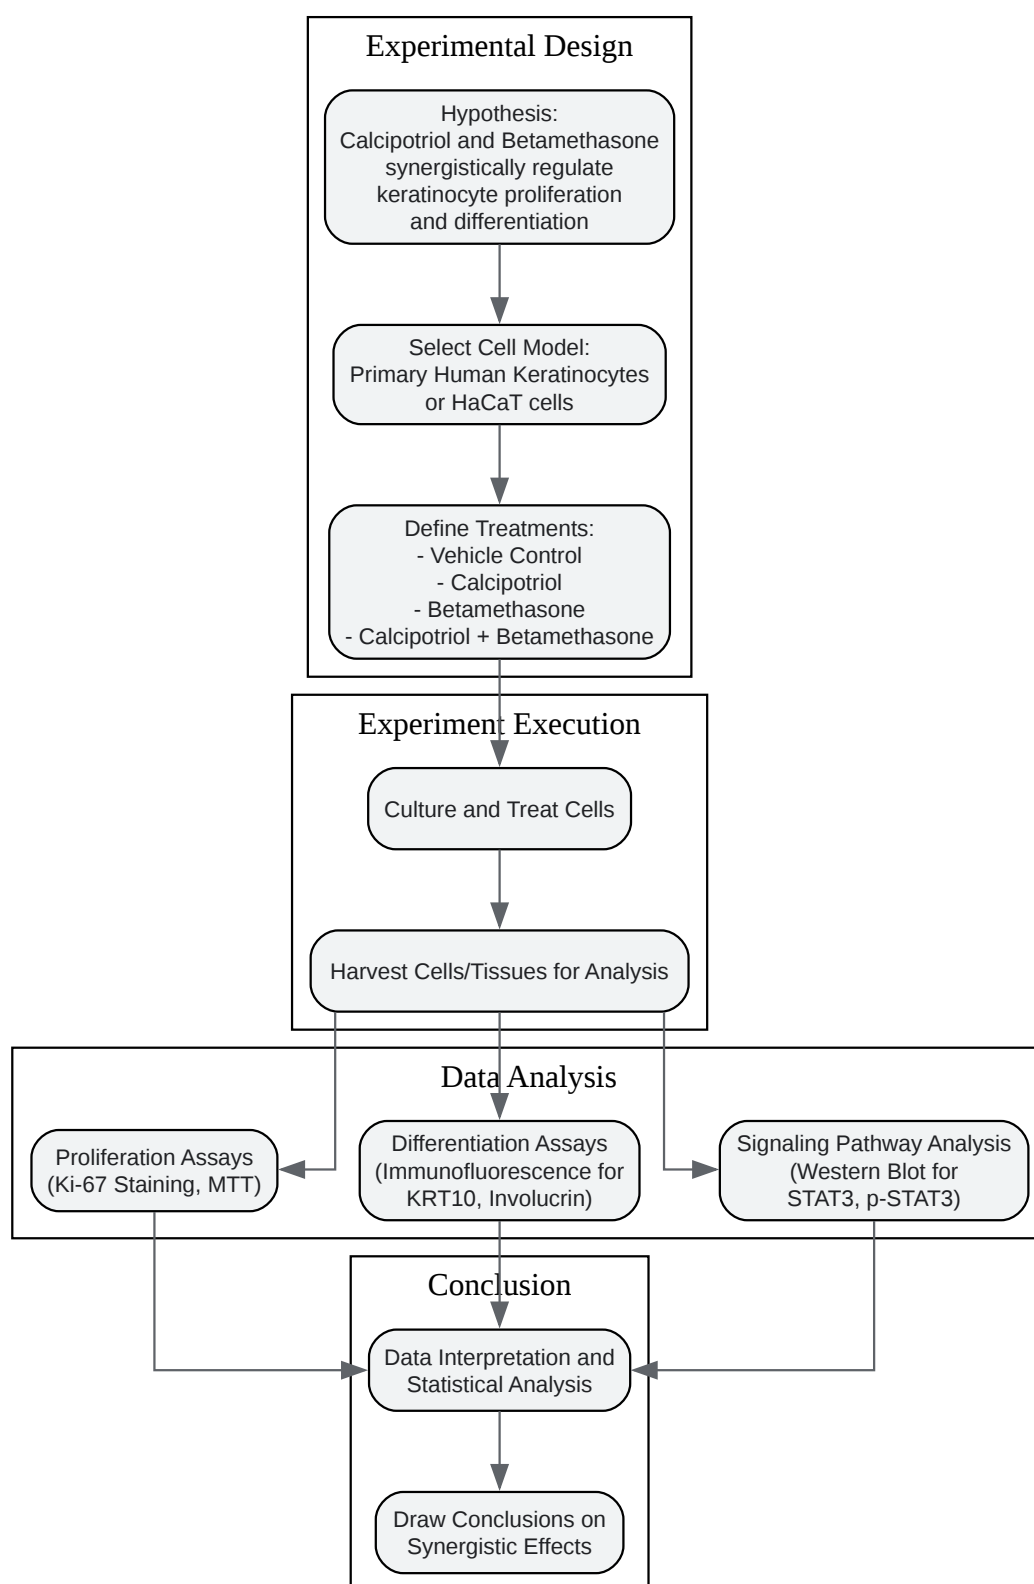 Experimental Design
Hypothesis:
Calcipotriol and Betamethasone
synergistically regulate
keratinocyte proliferation
and differentiation
Select Cell Model:
Primary Human Keratinocytes
or HaCaT cells
Define Treatments:
- Vehicle Control
- Calcipotriol
- Betamethasone
- Calcipotriol + Betamethasone
Experiment Execution
Culture and Treat Cells
Harvest Cells/Tissues for Analysis
Data Analysis
Proliferation Assays
(Ki-67 Staining, MTT)
Differentiation Assays
(Immunofluorescence for
KRT10, Involucrin)
Signaling Pathway Analysis
(Western Blot for
STAT3, p-STAT3)
Conclusion
Data Interpretation and
Statistical Analysis
Draw Conclusions on
Synergistic Effects